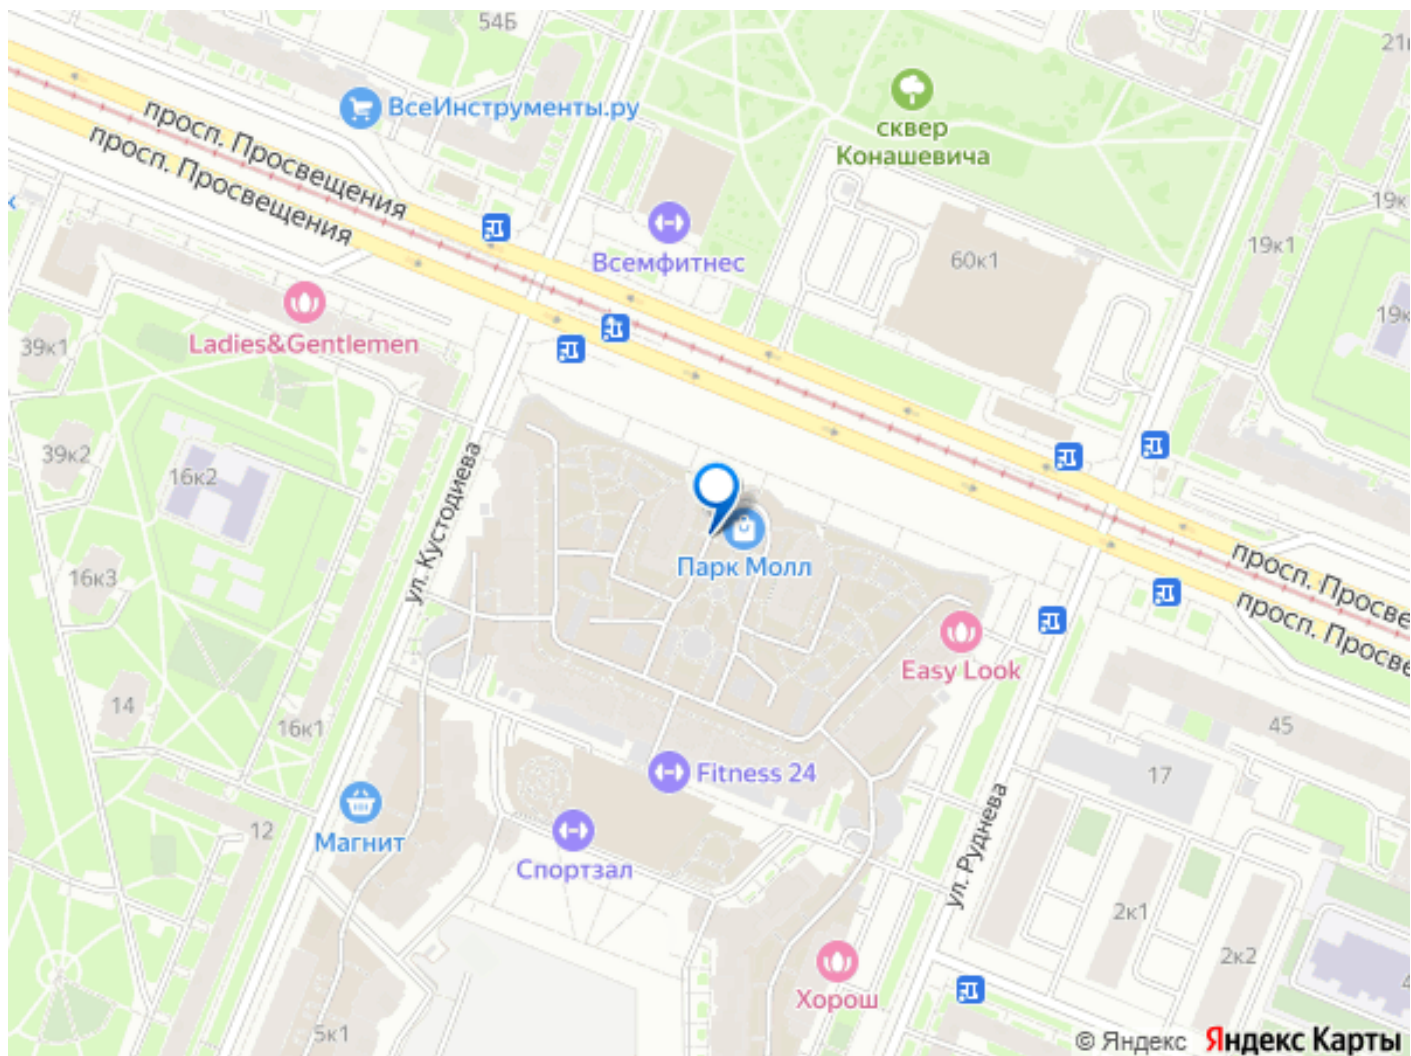 54Б
21к
ВсеИнструменты.ру
сквер
Конашевича
просп. Просвещения
просп. Просвещения
к
19к
19к1
60к1
Всемфитнес
19к
Ladies&Gentlemen
39к1
39к2
16к2
ул. Кустодиева
16к3
Парк Молл
просп. Просве
просп. Просве
Easy Look
14
16к1
45
17
Fitness 24
ул. Руднева
Магнит
12
Спортзал
2к1
2к2
Хорош
4
5к1
© Яндекс Яндекс Карты